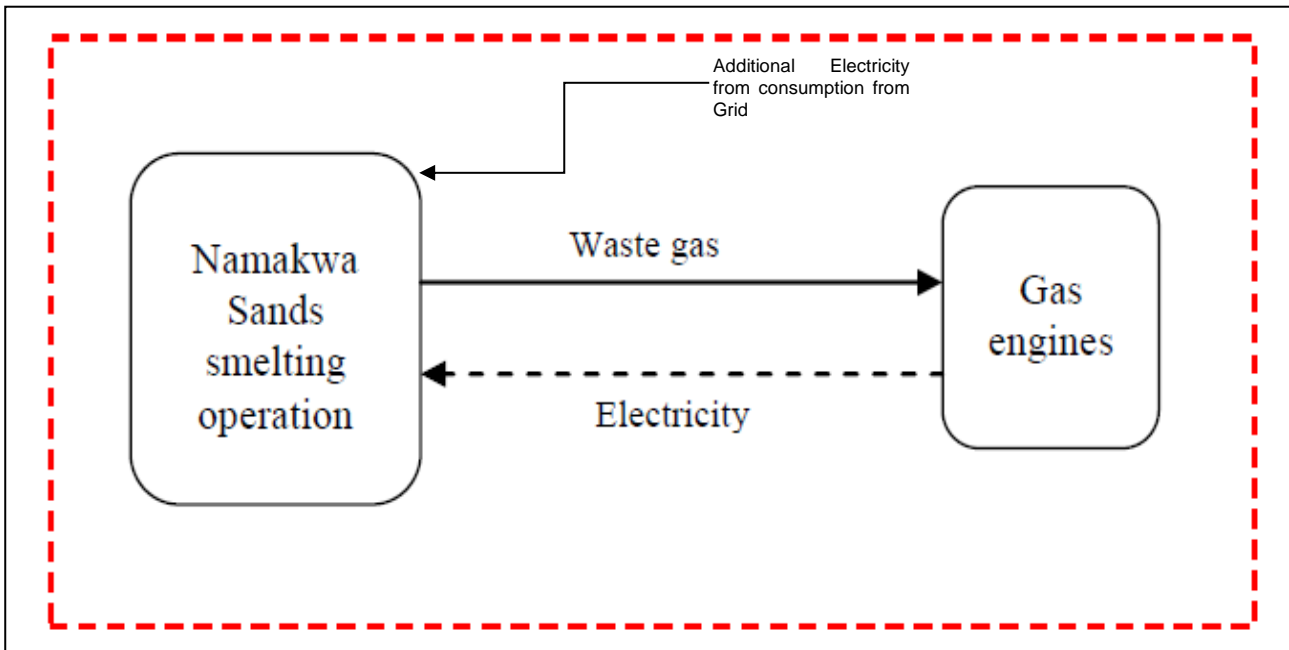 Additional Electricity
from consumption from
Grid
Waste gas
Namakwa
Sands
smelting
operation
Gas
engines
Electricity